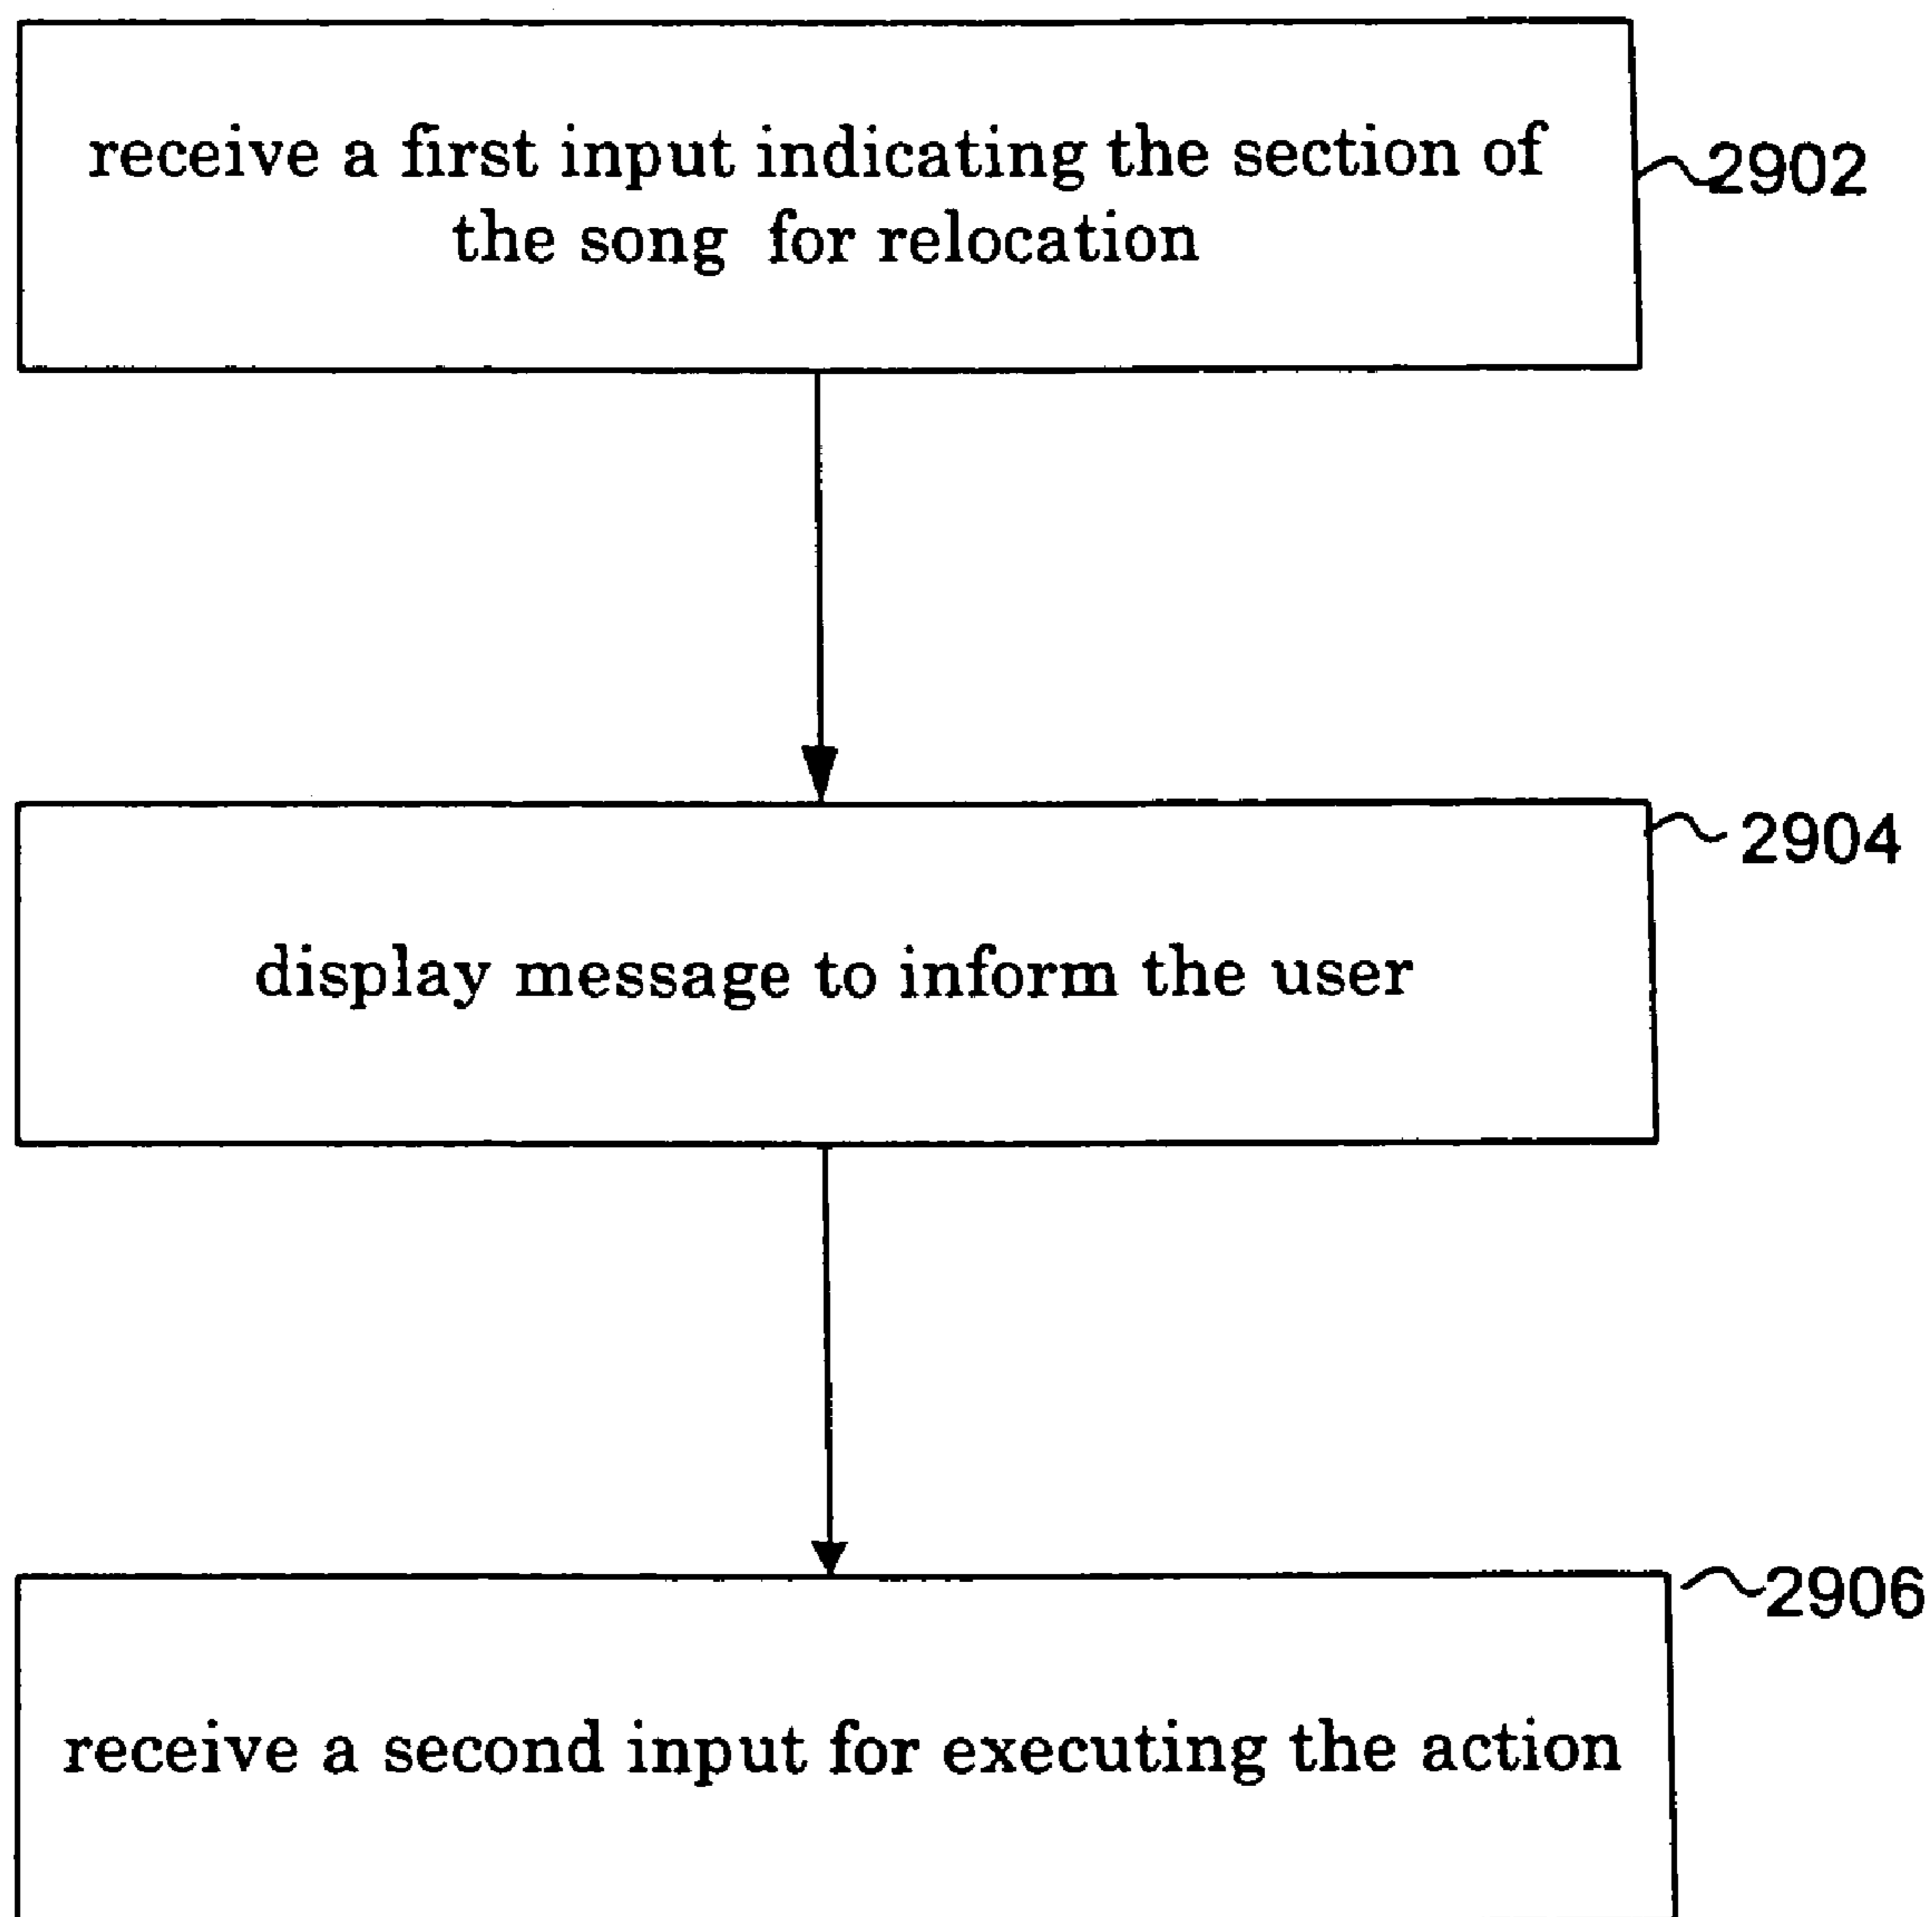 receive a first input indicating the section of
the song for relocation
2902
2904
display message to inform the user
2906
receive a second input for executing the action